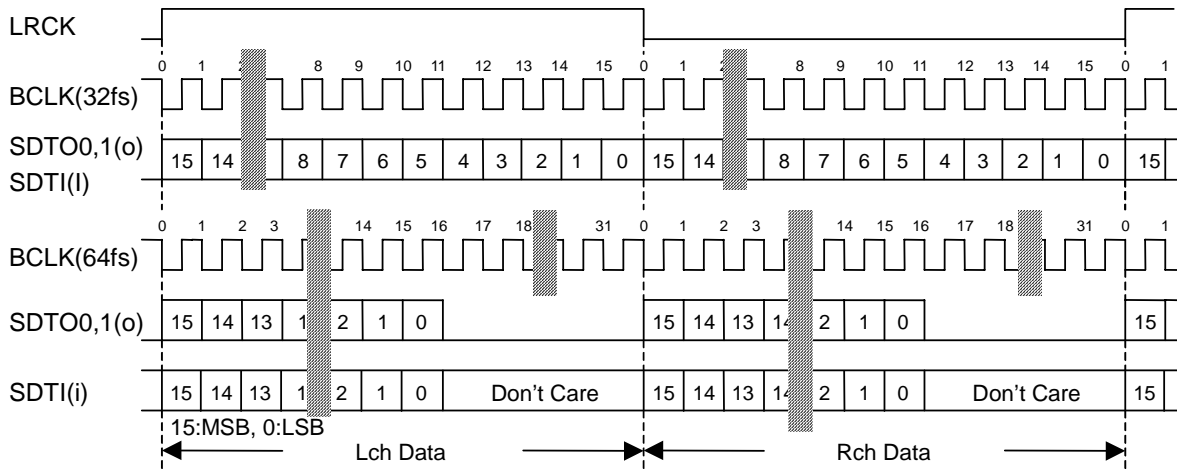 LRCK
0 1 8 9 10 11 12 13 14 15 0 1 8 9 10 11 12 13 14 15 0 1
BCLK(32fs)
SDTO0,1(o)
15 14 8 7 6 5 4 3 2 1 0 15 14 8 7 6 5 4 3 2 1 0 15
SDTI(I)
0 1 2 3 14 15 16 17 18 31 0 1 2 3 14 15 16 17 18 31 0 1
BCLK(64fs)
SDTO0,1(o) 15 14 13 2 1 0 15 14 13 2 1 0 15
SDTI(i) 15 14 13 2 1 0 Don't Care 15 14 13 2 1 0 Don't Care 15
15:MSB, 0:LSB
Lch Data Rch Data